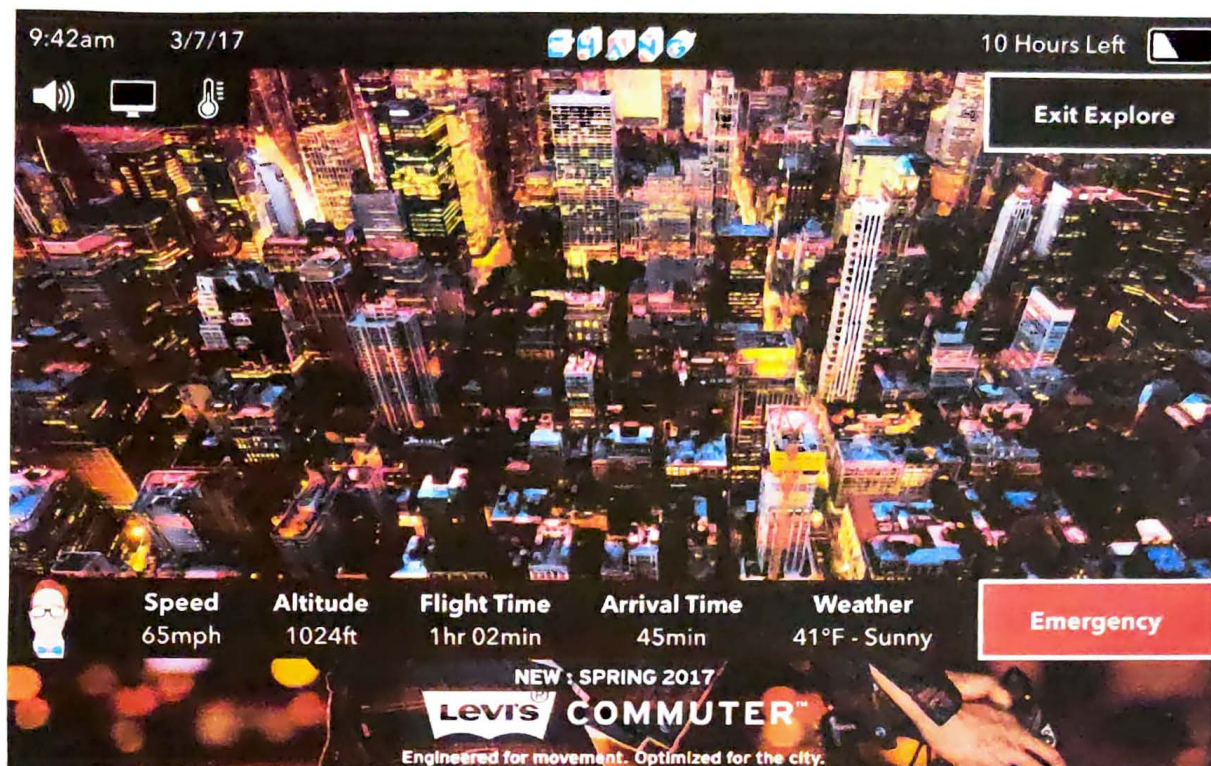 9:42am 3/7/17 CHANG 10 Hours Left
Exit Explore
Speed Altitude Flight Time Arrival Time Weather
65mph 1024ft 1hr 02min 45min 41°F - Sunny
Emergency
NEW : SPRING 2017
Levi's ® COMMUTER™
Engineered for movement. Optimized for the city.